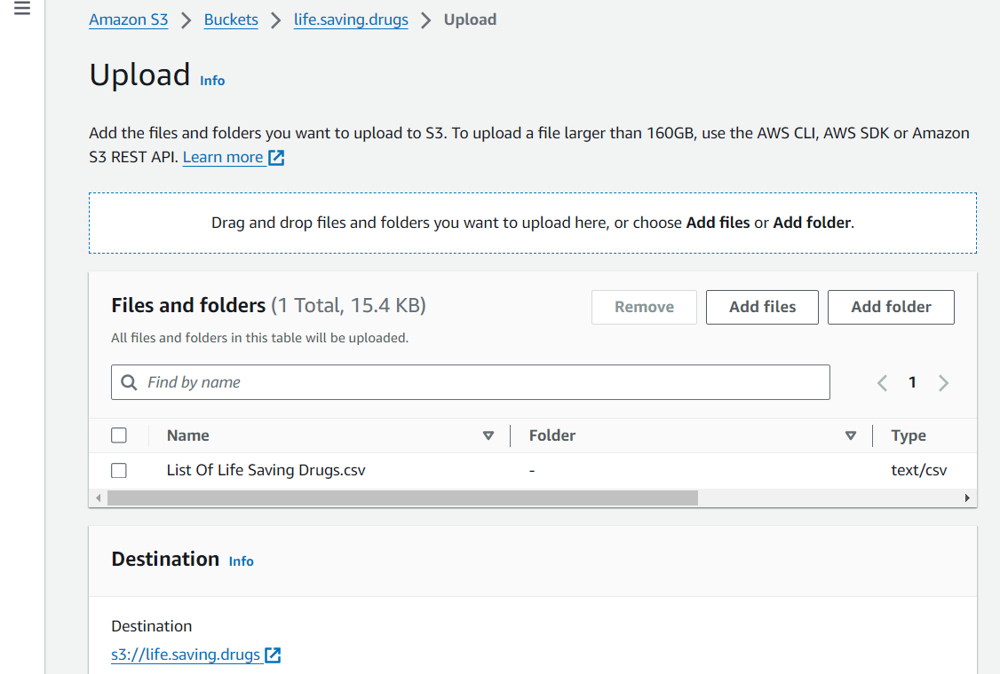 Amazon S3 > Buckets > life.saving.drugs > Upload
Upload Info
Add the files and folders you want to upload to S3. To upload a file larger than 160GB, use the AWS CLI, AWS SDK or Amazon
S3 REST API. Learn more
Drag and drop files and folders you want to upload here, or choose Add files or Add folder.
Files and folders (1 Total, 15.4 KB)
Remove
Add files
Add folder
All files and folders in this table will be uploaded.
Find by name
1
Name
Folder
Type
List Of Life Saving Drugs.csv
-
text/csv
Destination Info
Destination
s3://life.saving.drugs